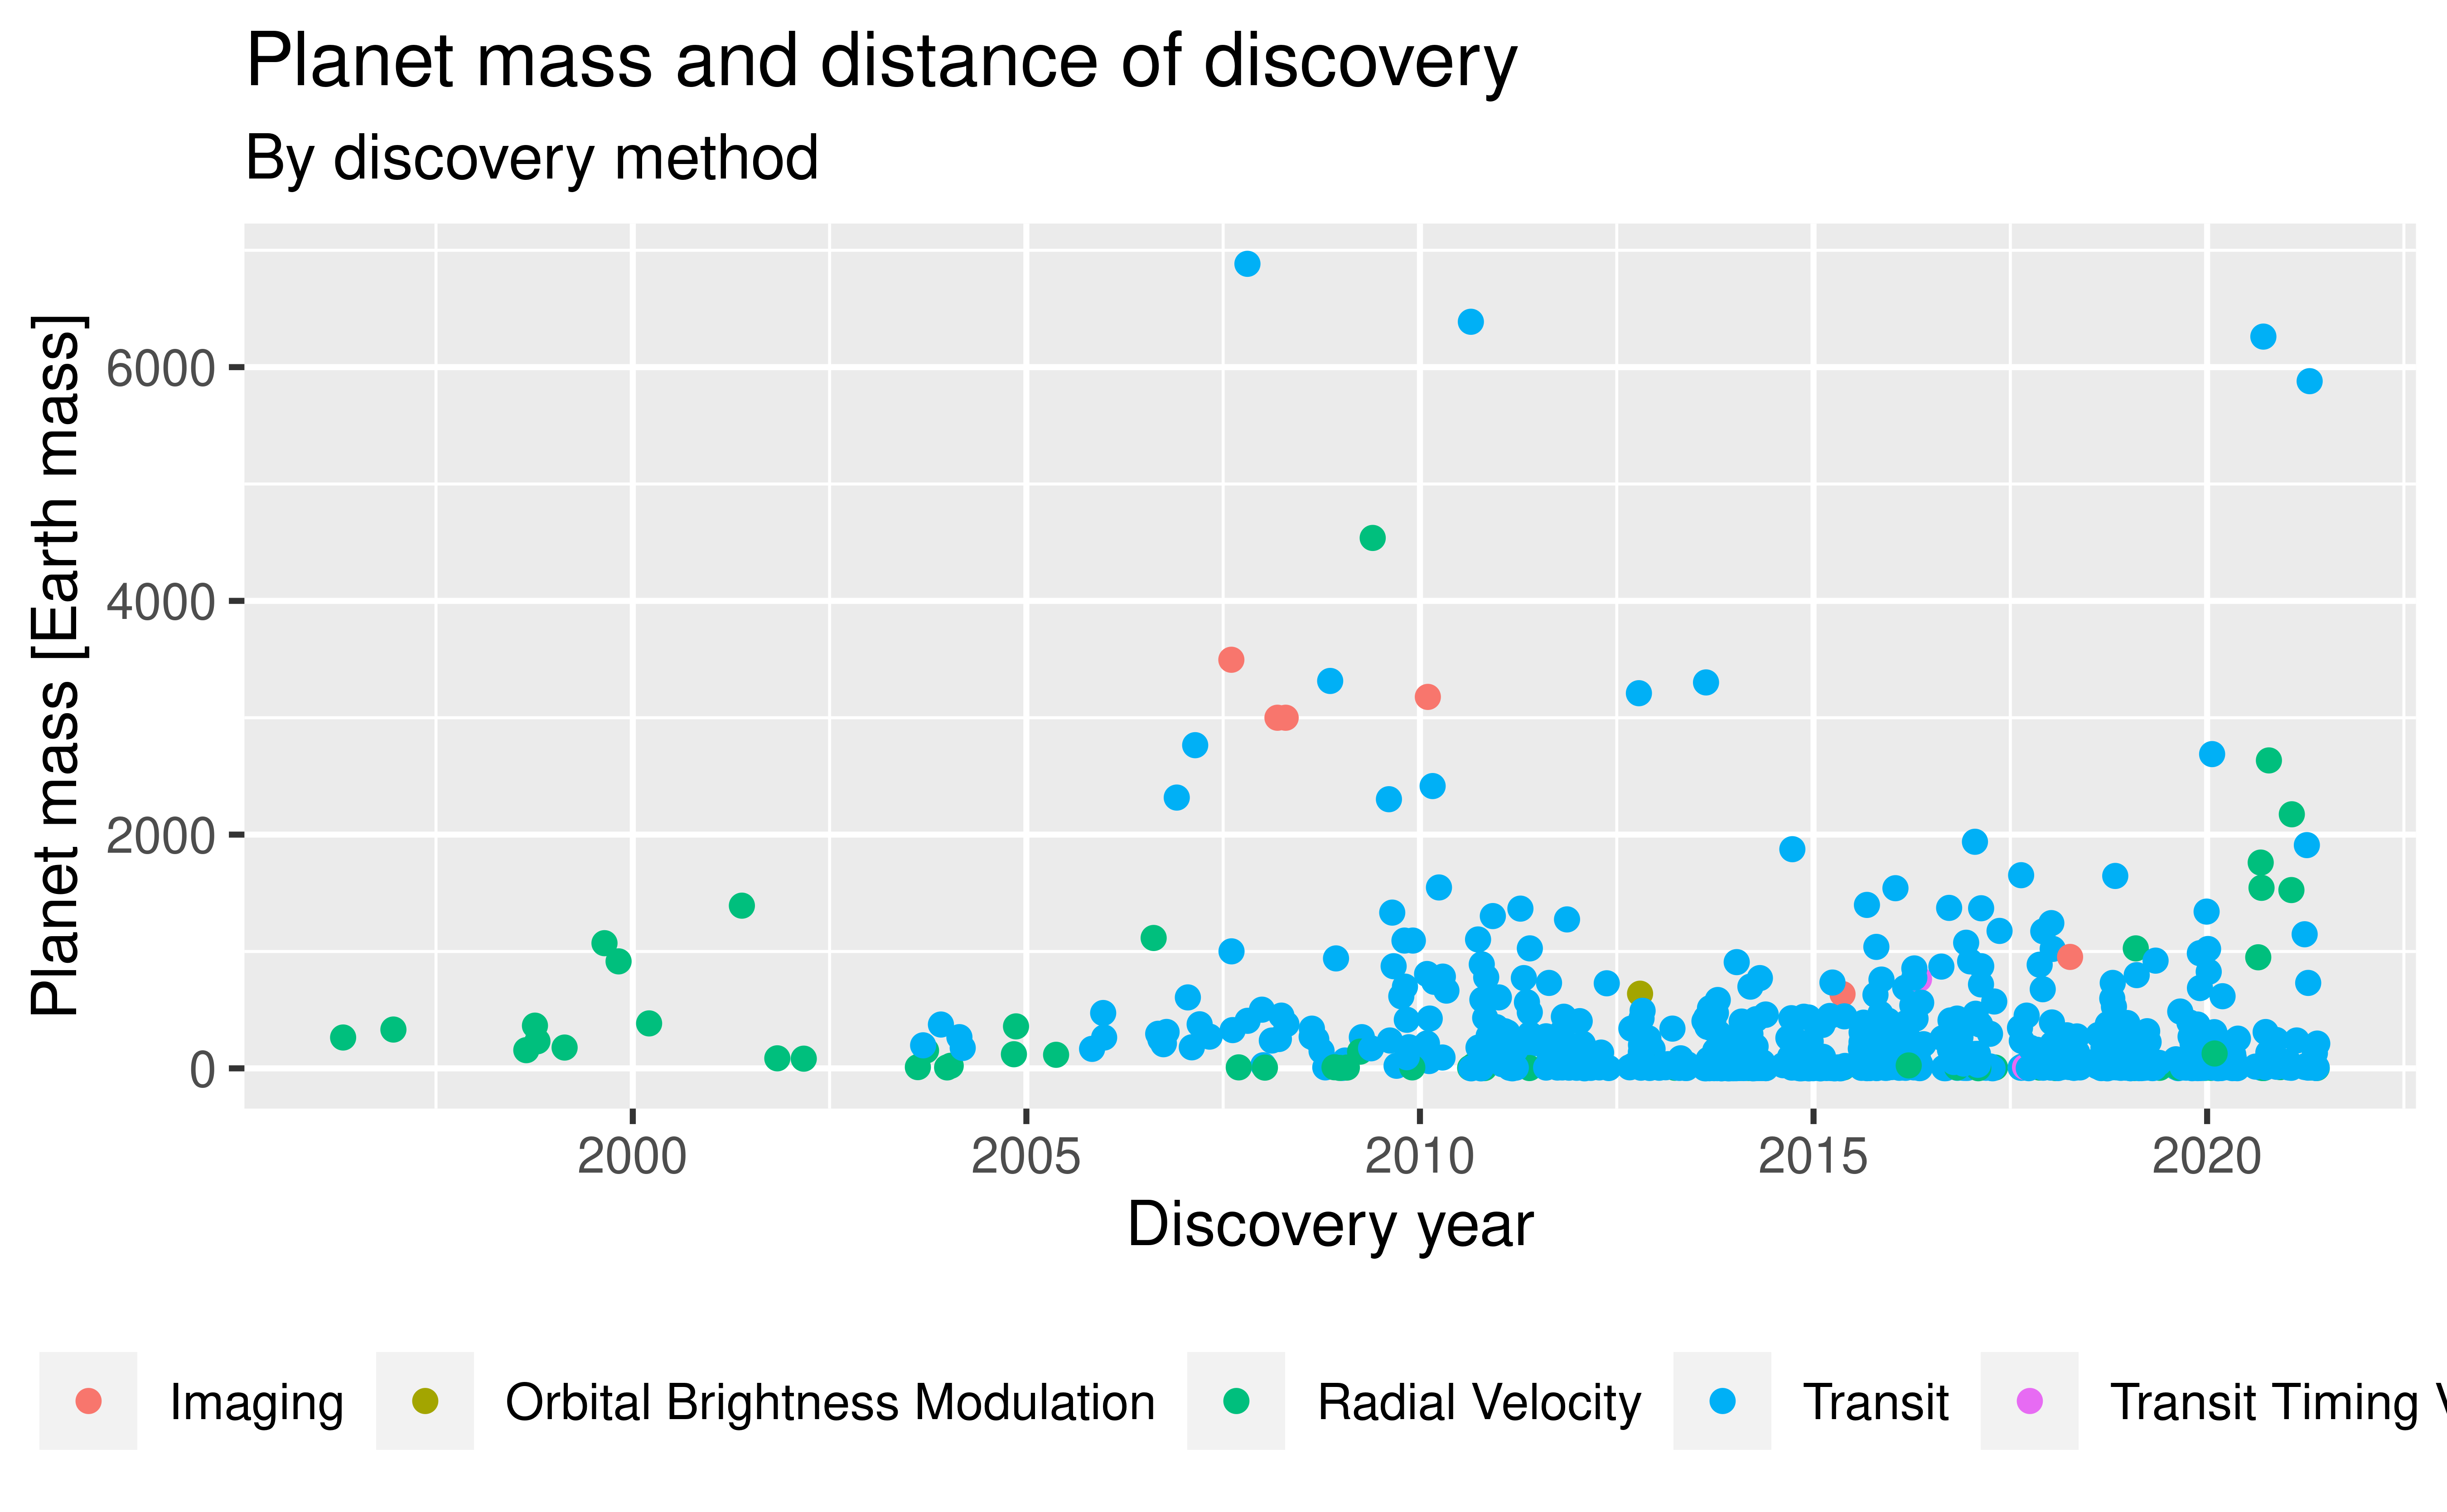 Planet mass and distance of discovery
By discovery method
Planet mass [Earth mass]
6000
4000
2000
0
2000 2005 2010 2015 2020
Discovery year
Imaging Orbital Brightness Modulation Radial Velocity Transit Transit Timing